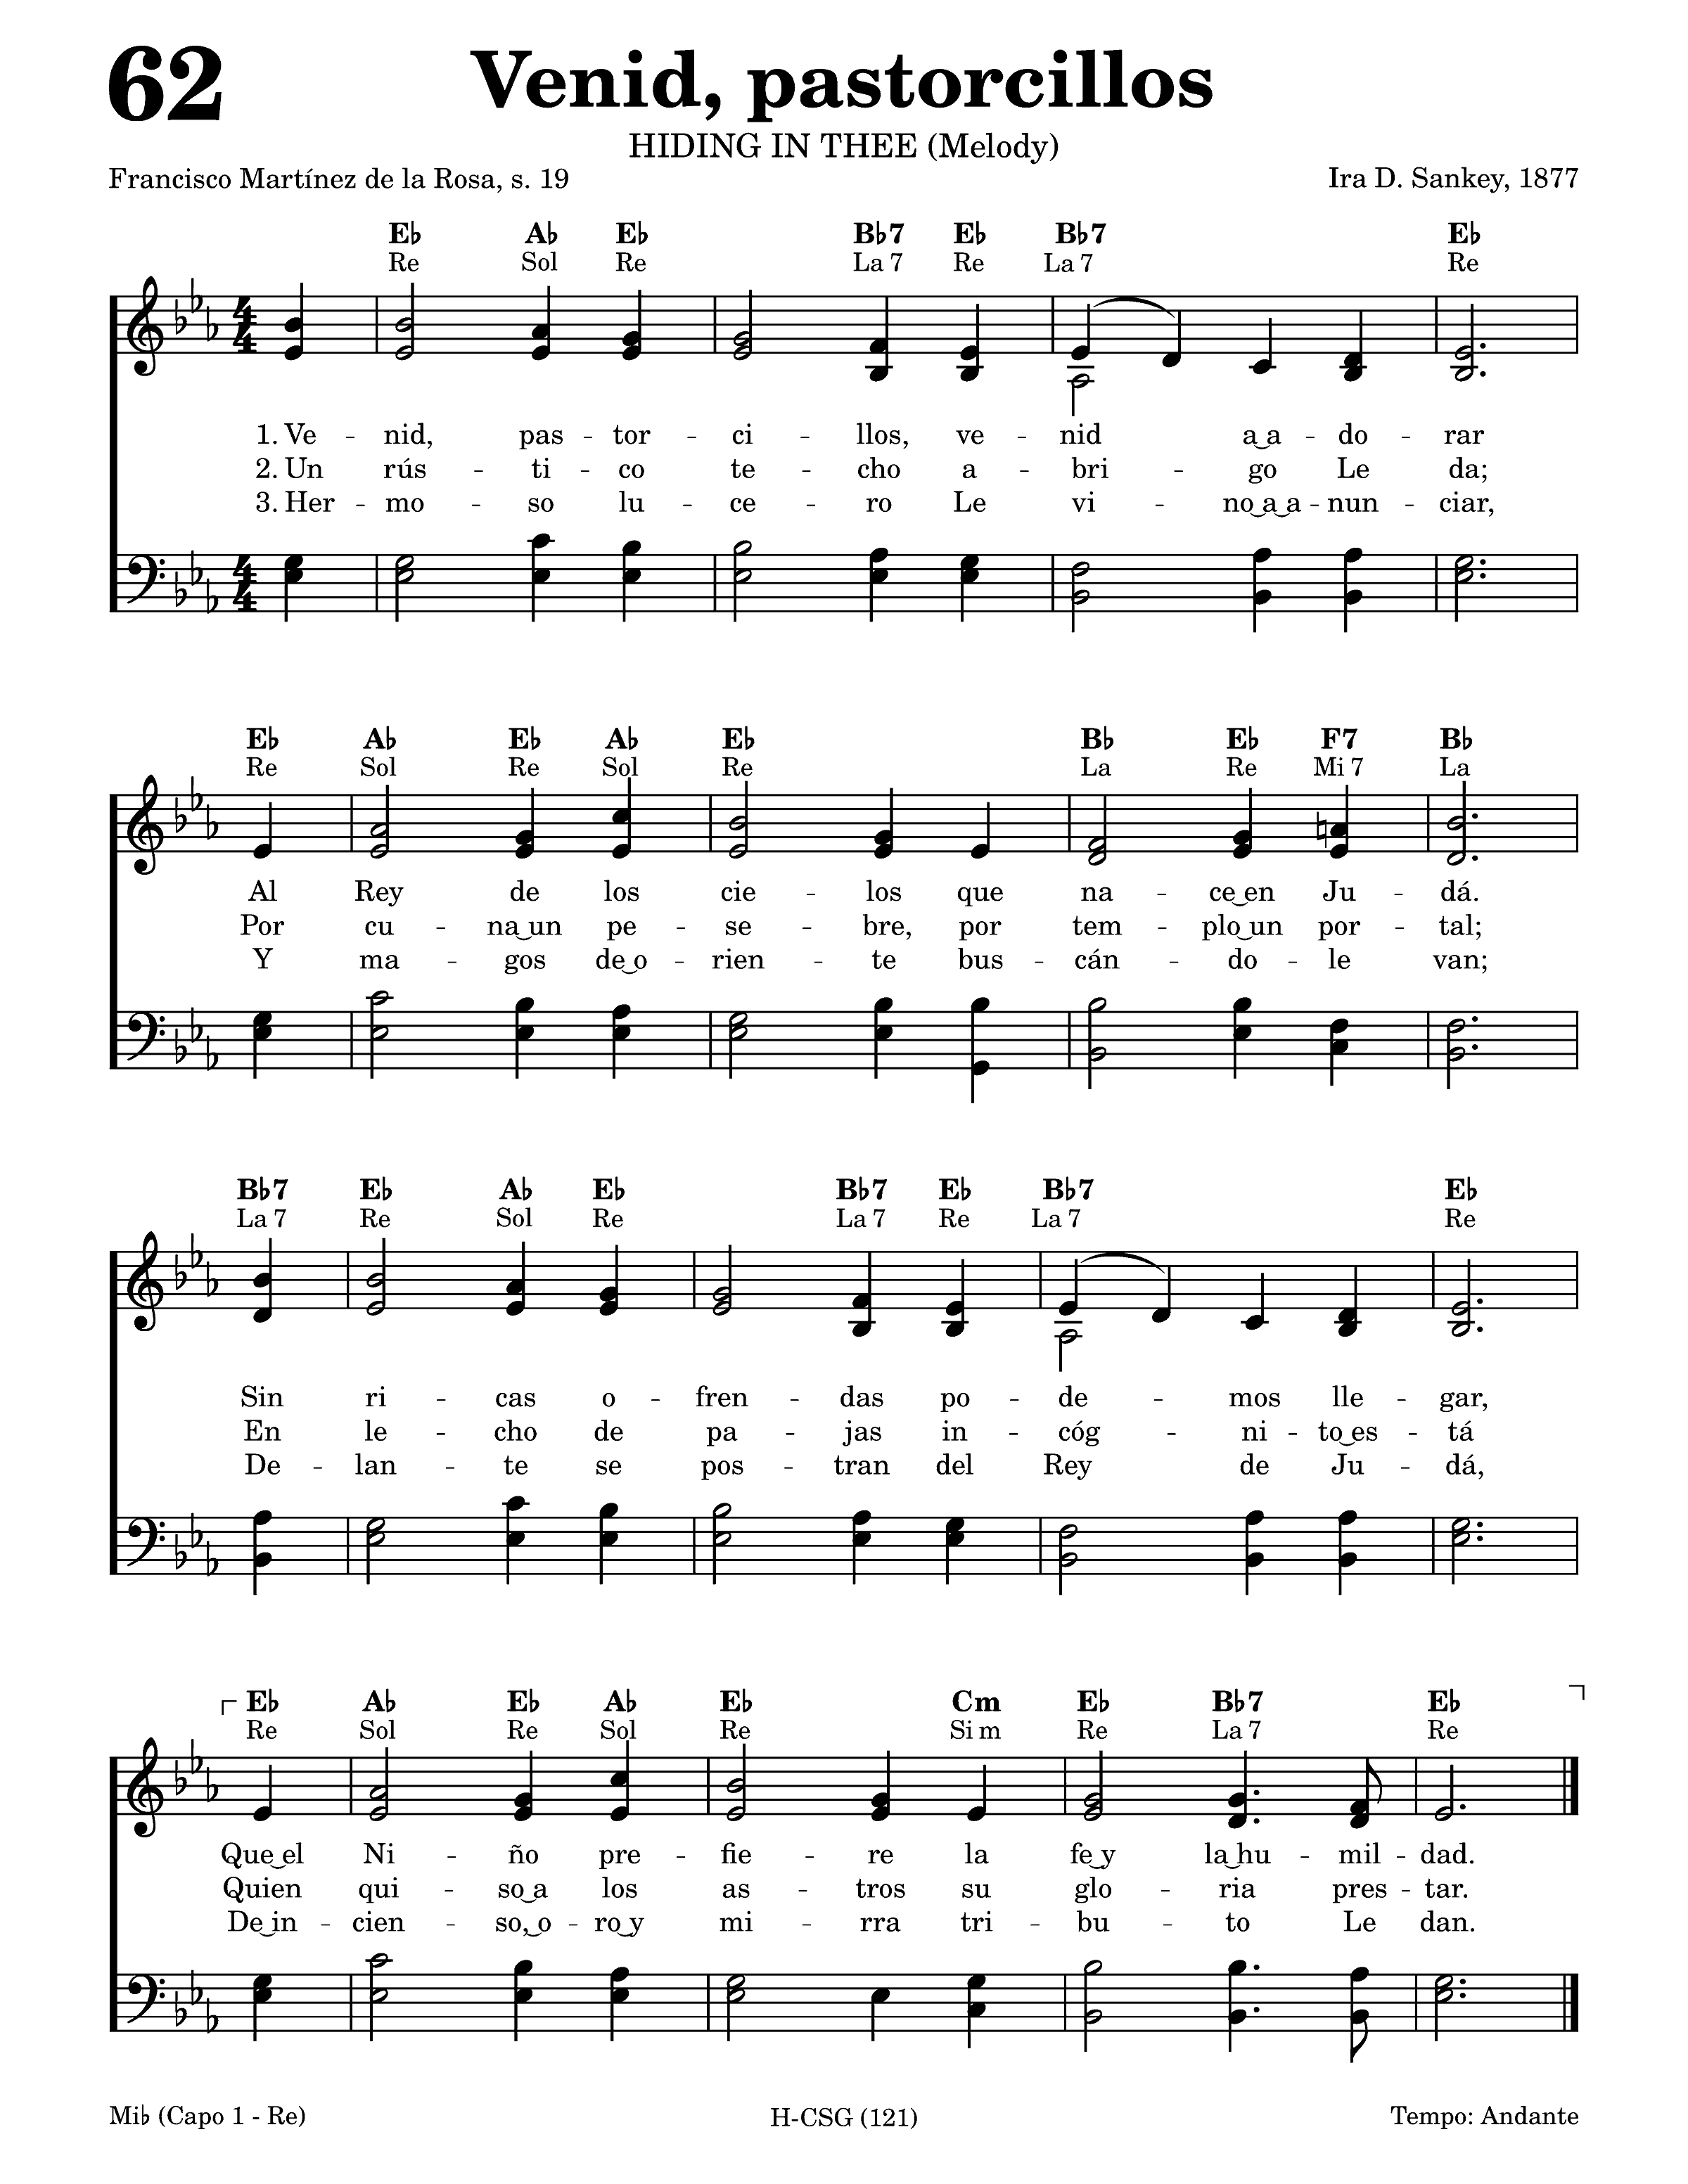 62 Venid, pastorcillos
HIDING IN THEE (Melody)
Francisco Martínez de la Rosa, s. 19 Ira D. Sankey, 1877
E♭ A♭ E♭ B♭7 E♭ B♭7 E♭
Re Sol Re La 7 Re La 7 Re
1. Ve - nid, pas - tor - ci - llos, ve - nid a‿a - do - rar
2. Un rús - ti - co te - cho a - bri - go Le da;
3. Her - mo - so lu - ce - ro Le vi - no‿a‿a - nun - ciar,
E♭ A♭ E♭ A♭ E♭ B♭ E♭ F7 B♭
Re Sol Re Sol Re La Re Mi 7 La
Al Rey de los cie - los que na - ce‿en Ju - dá.
Por cu - na‿un pe - se - bre, por tem - plo‿un por - tal;
Y ma - gos de‿o - rien - te bus - cán - do - le van;
B♭7 E♭ A♭ E♭ B♭7 E♭ B♭7 E♭
La 7 Re Sol Re La 7 Re La 7 Re
Sin ri - cas o - fren - das po - de - mos lle - gar,
En le - cho de pa - jas in - cóg - ni - to‿es - tá
De - lan - te se pos - tran del Rey de Ju - dá,
E♭ A♭ E♭ A♭ E♭ Cm E♭ B♭7 E♭
Re Sol Re Sol Re Si m Re La 7 Re
Que‿el Ni - ño pre - fie - re la fe‿y la‿hu - mil - dad.
Quien qui - so‿a los as - tros su glo - ria pres - tar.
De‿in - cien - so,‿o - ro‿y mi - rra tri - bu - to Le dan.
Mi♭ (Capo 1 - Re) H-CSG (121) Tempo: Andante